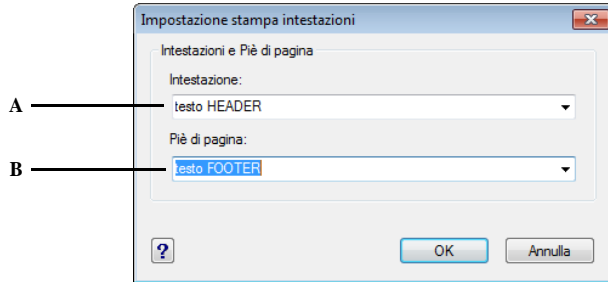 Impostazione stampa intestazioni
Intestazioni e Piè di pagina
Intestazione:
A
testo HEADER
Piè di pagina:
B
testo FOOTER
?
OK
Annulla